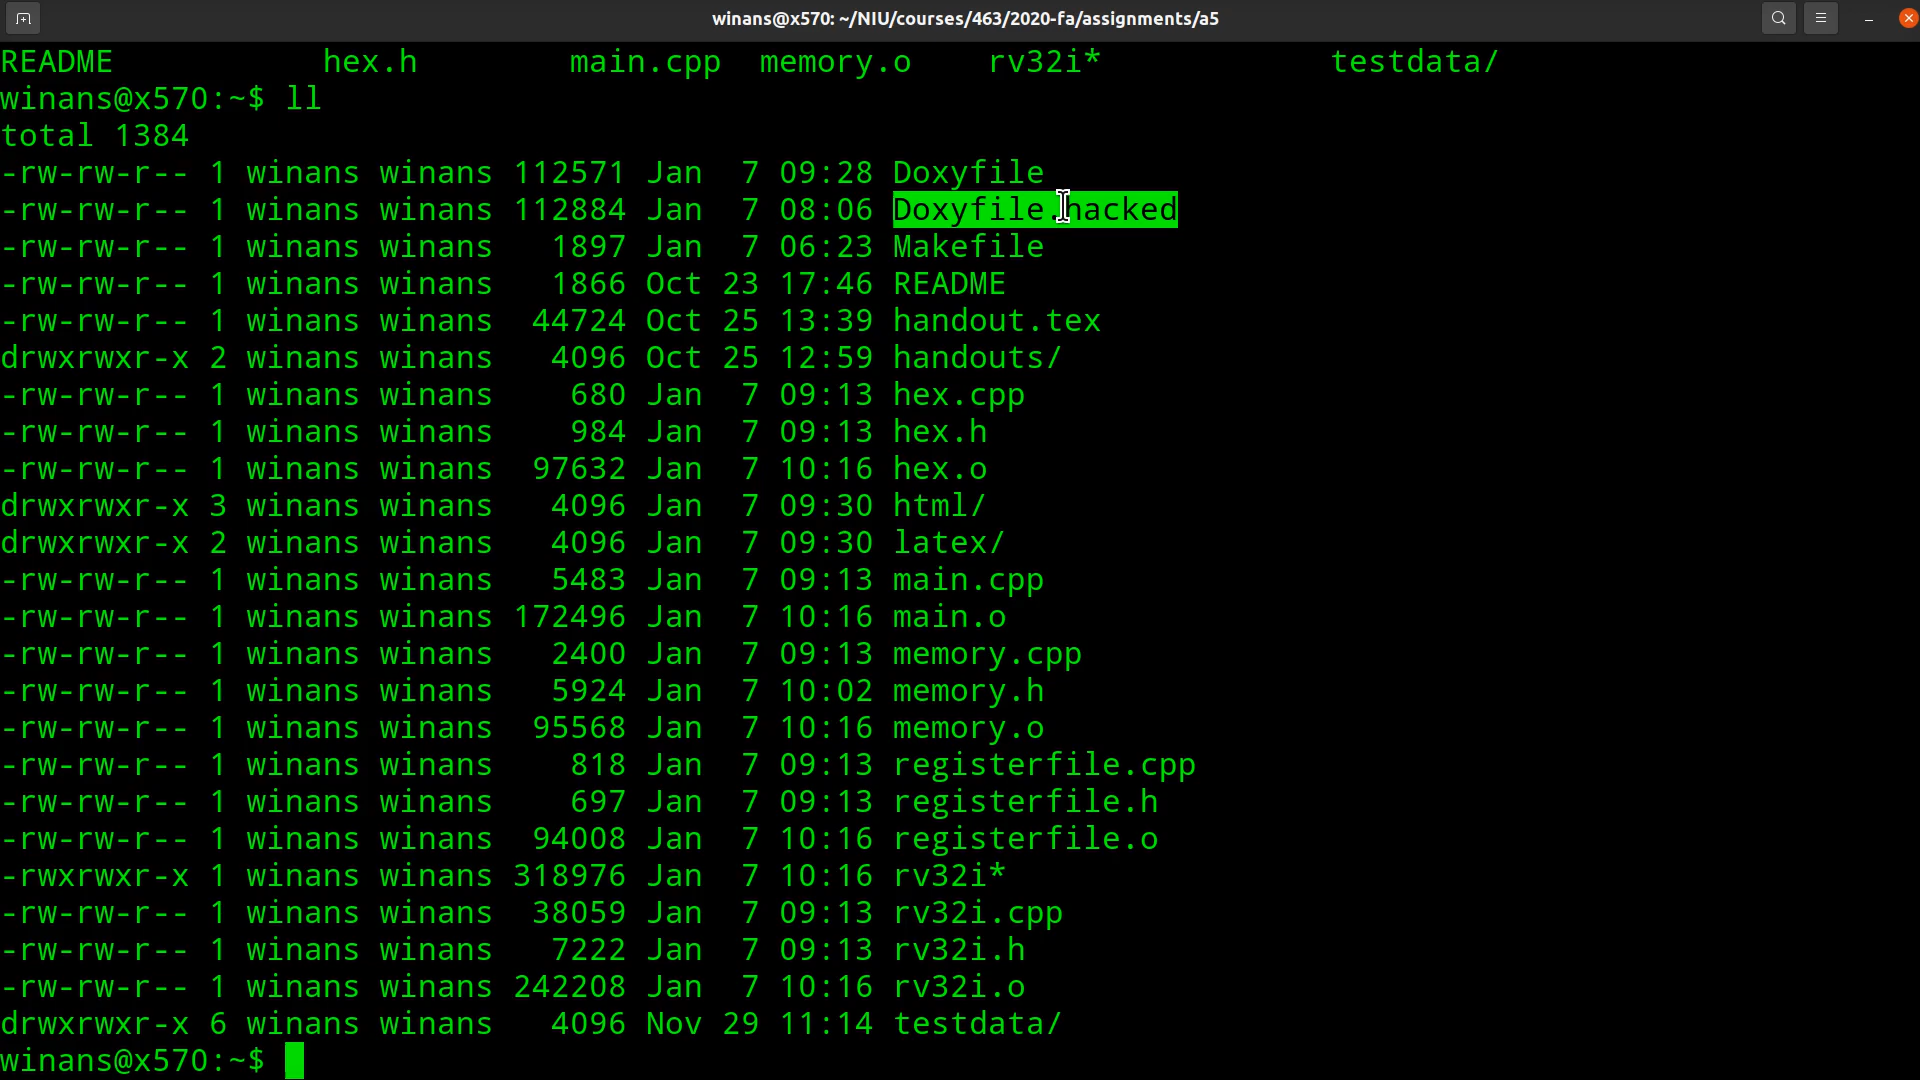 winans@x570: ~/NIU/courses/463/2020-fa/assignments/a5
README hex.h main.cpp memory.o rv32i* testdata/
winans@x570:~$ ll
total 1384
-rw-rw-r-- 1 winans winans 112571 Jan  7 09:28 Doxyfile
-rw-rw-r-- 1 winans winans 112884 Jan  7 08:06 Doxyfile.hacked
-rw-rw-r-- 1 winans winans   1897 Jan  7 06:23 Makefile
-rw-rw-r-- 1 winans winans   1866 Oct 23 17:46 README
-rw-rw-r-- 1 winans winans  44724 Oct 25 13:39 handout.tex
drwxrwxr-x 2 winans winans   4096 Oct 25 12:59 handouts/
-rw-rw-r-- 1 winans winans    680 Jan  7 09:13 hex.cpp
-rw-rw-r-- 1 winans winans    984 Jan  7 09:13 hex.h
-rw-rw-r-- 1 winans winans  97632 Jan  7 10:16 hex.o
drwxrwxr-x 3 winans winans   4096 Jan  7 09:30 html/
drwxrwxr-x 2 winans winans   4096 Jan  7 09:30 latex/
-rw-rw-r-- 1 winans winans   5483 Jan  7 09:13 main.cpp
-rw-rw-r-- 1 winans winans 172496 Jan  7 10:16 main.o
-rw-rw-r-- 1 winans winans   2400 Jan  7 09:13 memory.cpp
-rw-rw-r-- 1 winans winans   5924 Jan  7 10:02 memory.h
-rw-rw-r-- 1 winans winans  95568 Jan  7 10:16 memory.o
-rw-rw-r-- 1 winans winans    818 Jan  7 09:13 registerfile.cpp
-rw-rw-r-- 1 winans winans    697 Jan  7 09:13 registerfile.h
-rw-rw-r-- 1 winans winans  94008 Jan  7 10:16 registerfile.o
-rwxrwxr-x 1 winans winans 318976 Jan  7 10:16 rv32i*
-rw-rw-r-- 1 winans winans  38059 Jan  7 09:13 rv32i.cpp
-rw-rw-r-- 1 winans winans   7222 Jan  7 09:13 rv32i.h
-rw-rw-r-- 1 winans winans 242208 Jan  7 10:16 rv32i.o
drwxrwxr-x 6 winans winans   4096 Nov 29 11:14 testdata/
winans@x570:~$